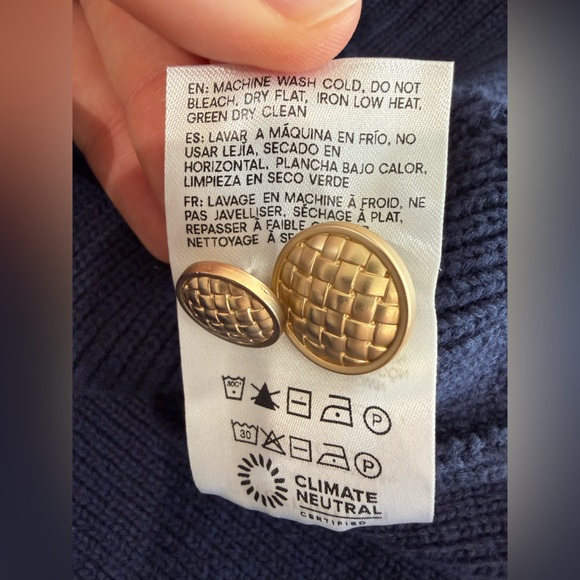 EN: MACHINE WASH COLD, DO NOT
BLEACH, DRY FLAT, IRON LOW HEAT,
GREEN DRY CLEAN
ES: LAVAR A MÁQUINA EN FRÍO, NO
USAR LEJÍA, SECADO EN
HORIZONTAL, PLANCHA BAJO CALOR,
LIMPIEZA EN SECO VERDE
FR: LAVAGE EN MACHINE À FROID, NE
PAS JAVELLISER, SÉCHAGE À PLAT,
REPASSER À FAIBLE
NETTOYAGE À
P
30 P
CLIMATE
NEUTRAL
CERTIFIED